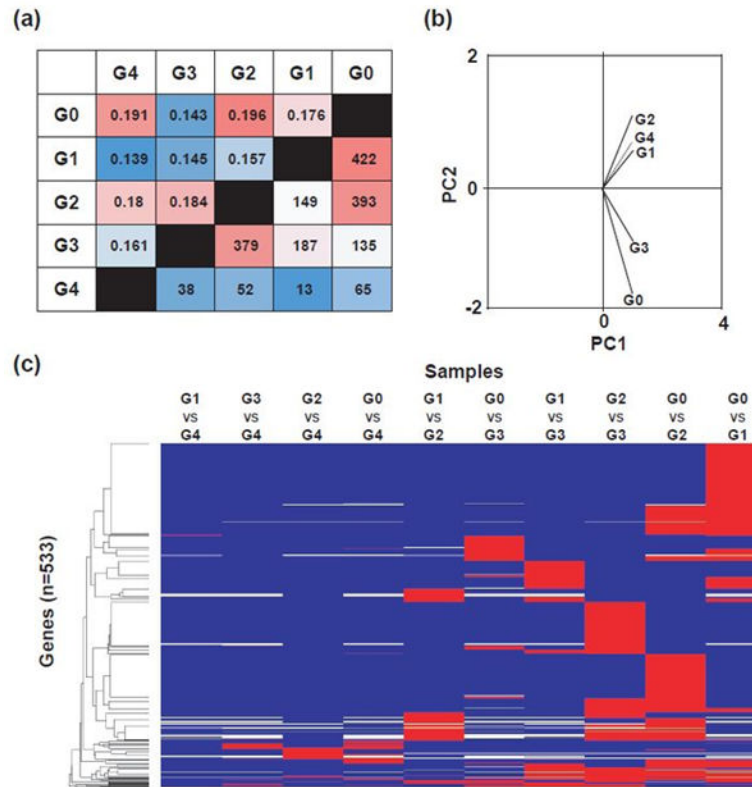 (a)
G4 G3 G2 G1 G0
G0 0.191 0.143 0.196 0.176
G1 0.139 0.145 0.157 422
G2 0.18 0.184 149 393
G3 0.161 379 187 135
G4 38 52 13 65
(b)
2
0
-2
PC2
G2
G4
G1
G3
G0
0 4
PC1
(c)
Samples
G1 G3 G2 G0 G1 G0 G1 G2 G0 G0
vs vs vs vs vs vs vs vs vs vs
G4 G4 G4 G4 G2 G3 G3 G3 G2 G1
Genes (n=533)